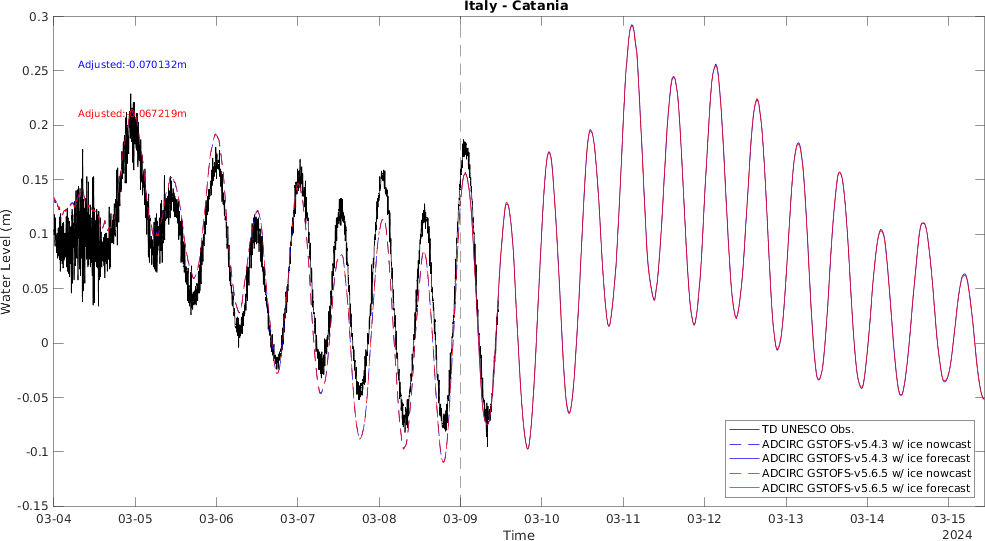 Italy - Catania
0.3
0.25
0.2
0.15
0.1
0.05
0
-0.05
-0.1
-0.15
Water Level (m)
Adjusted:-0.070132m
Adjusted:-0.067219m
TD UNESCO Obs.
ADCIRC GSTOFS-v5.4.3 w/ ice nowcast
ADCIRC GSTOFS-v5.4.3 w/ ice forecast
ADCIRC GSTOFS-v5.6.5 w/ ice nowcast
ADCIRC GSTOFS-v5.6.5 w/ ice forecast
03-04 03-05 03-06 03-07 03-08 03-09 03-10 03-11 03-12 03-13 03-14 03-15
Time
2024